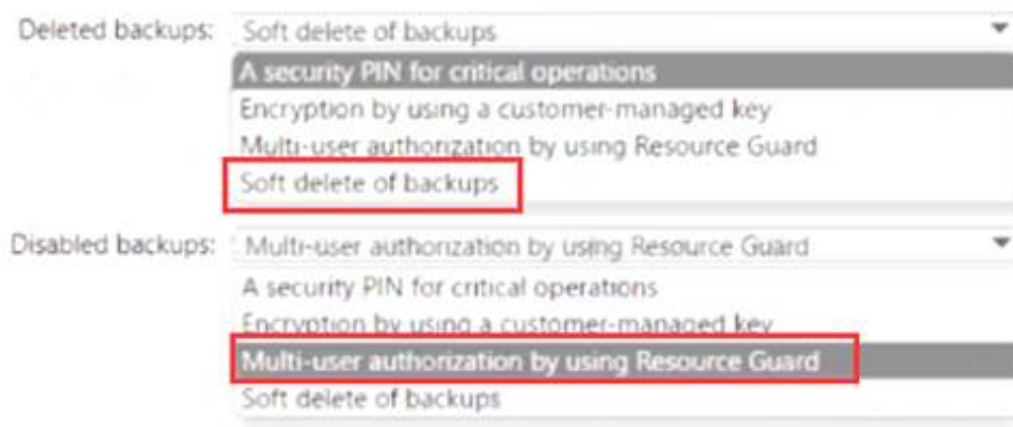 Deleted backups: Soft delete of backups
A security PIN for critical operations
Encryption by using a customer-managed key
Multi-user authorization by using Resource Guard
Soft delete of backups
Disabled backups: Multi-user authorization by using Resource Guard
A security PIN for critical operations
Encryption by using a customer-managed key
Multi-user authorization by using Resource Guard
Soft delete of backups